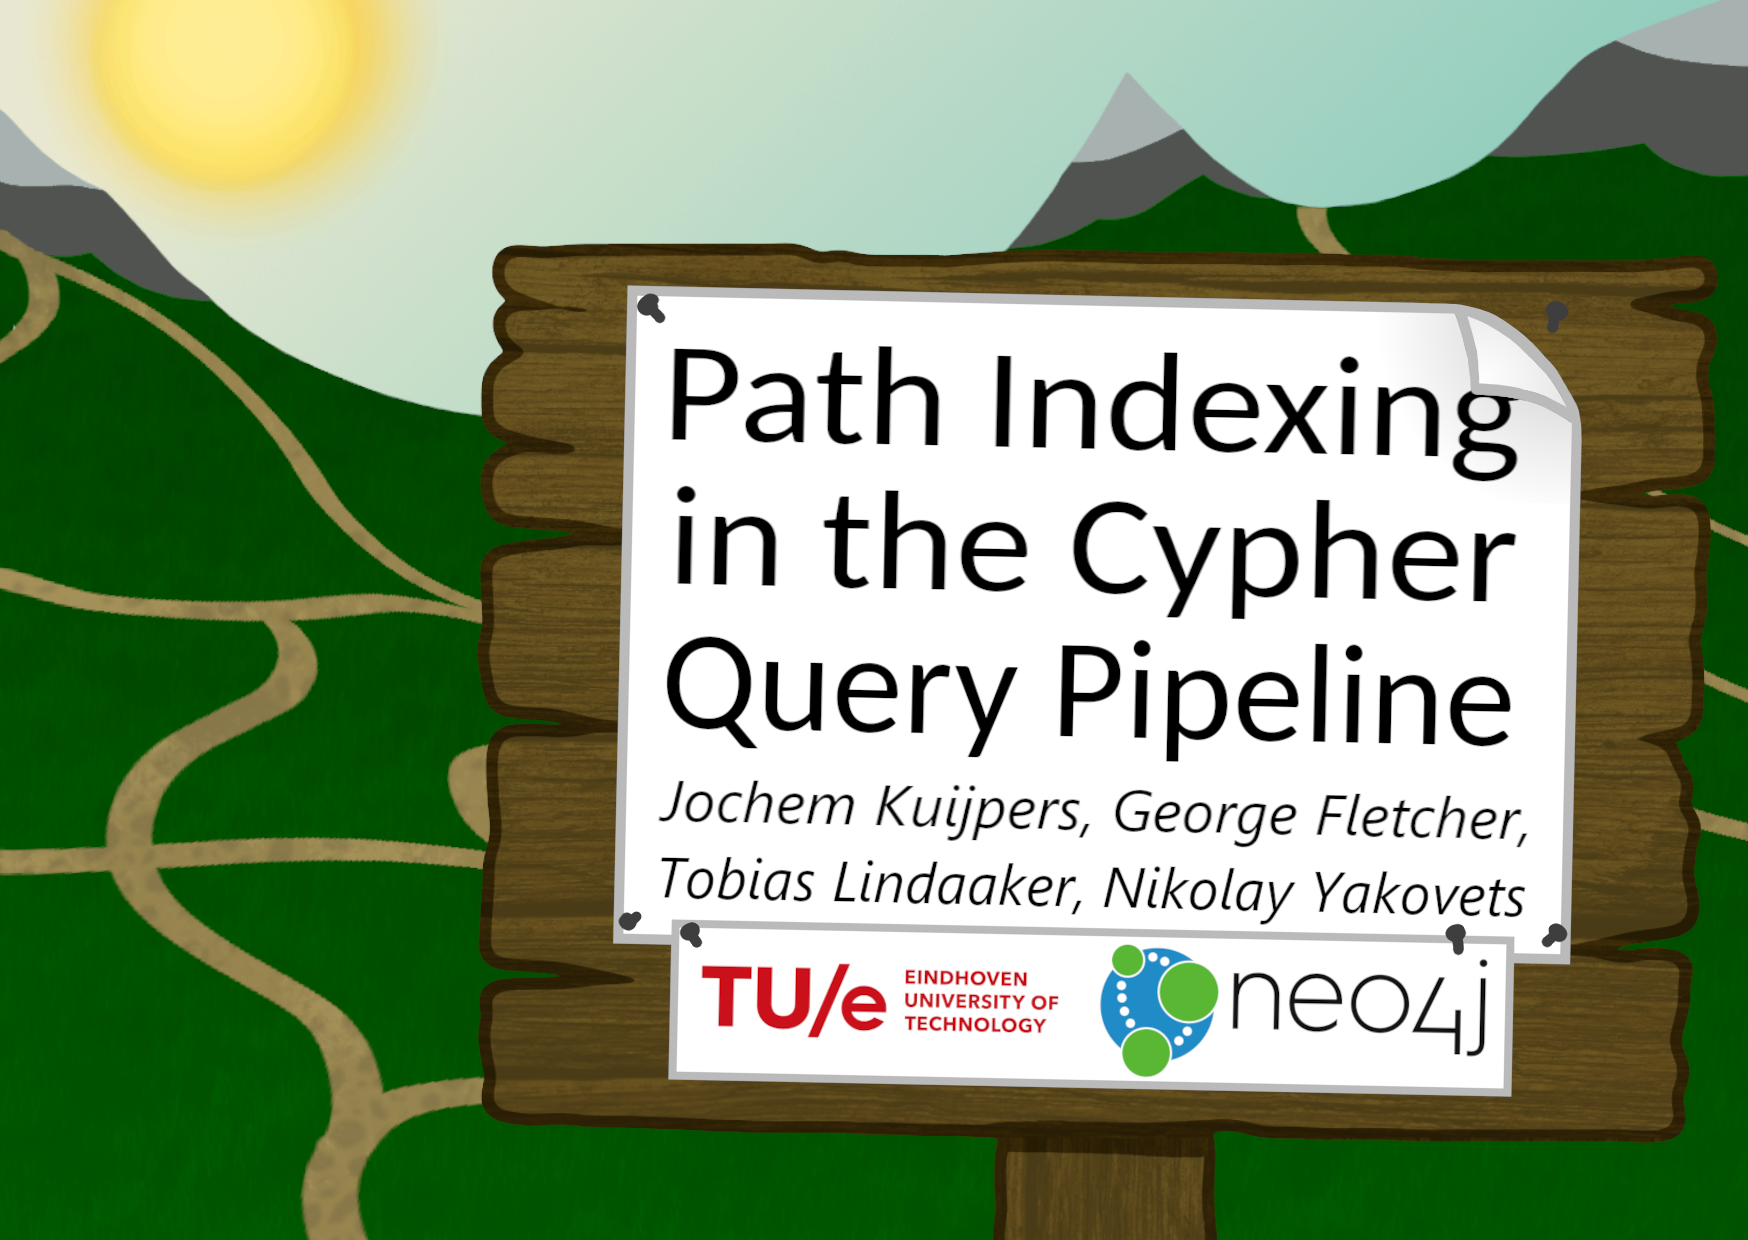 Path Indexing
in the Cypher
Query Pipeline
Jochem Kuijpers, George Fletcher,
Tobias Lindaaker, Nikolay Yakovets
TU/e
EINDHOVEN
UNIVERSITY OF
TECHNOLOGY
neo4j